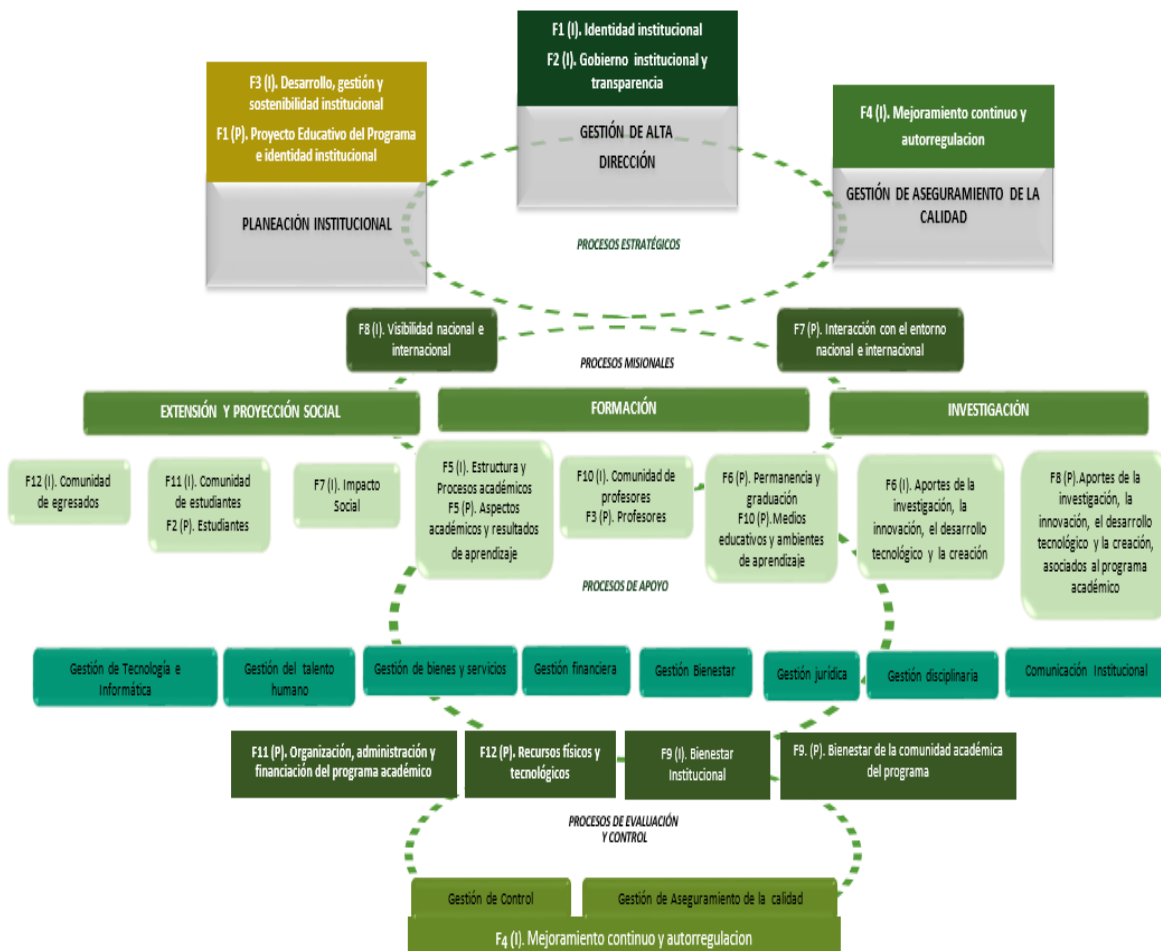 F1 (I). Identidad institucional
F2 (I). Gobierno institucional y
transparencia
GESTIÓN DE ALTA
DIRECCIÓN
F3 (I). Desarrollo, gestión y
sostenibilidad institucional
F1 (P). Proyecto Educativo del Programa
e identidad institucional
PLANEACIÓN INSTITUCIONAL
F4 (I). Mejoramiento continuo y
autorregulacion
GESTIÓN DE ASEGURAMIENTO DE LA
CALIDAD
PROCESOS ESTRATÉGICOS
F8 (I). Visibilidad nacional e
internacional
F7 (P). Interacción con el entorno
nacional e internacional
PROCESOS MISIONALES
EXTENSIÓN Y PROYECCIÓN SOCIAL
FORMACIÓN
INVESTIGACIÓN
F12 (I). Comunidad
de egresados
F11 (I). Comunidad
de estudiantes
F2 (P). Estudiantes
F7 (I). Impacto
Social
F5 (I). Estructura y
Procesos académicos
F5 (P). Aspectos
académicos y resultados
de aprendizaje
F10 (I). Comunidad de
profesores
F3 (P). Profesores
F6 (P). Permanencia y
graduación
F10 (P).Medios
educativos y ambientes
de aprendizaje
F6 (I). Aportes de la
investigación, la
innovación, el desarrollo
tecnológico y la creación
F8 (P).Aportes de la
investigación, la
innovación, el desarrollo
tecnológico y la creación,
asociados al programa
académico
PROCESOS DE APOYO
Gestión de Tecnología e
Informática
Gestión del talento
humano
Gestión de bienes y servicios
Gestión financiera
Gestión Bienestar
Gestión jurídica
Gestión disciplinaria
Comunicación Institucional
F11 (P). Organización, administración y
financiación del programa académico
F12 (P). Recursos físicos y
tecnológicos
F9 (I). Bienestar
Institucional
F9. (P). Bienestar de la comunidad académica
del programa
PROCESOS DE EVALUACIÓN
Y CONTROL
Gestión de Control
Gestión de Aseguramiento de la calidad
F4 (I). Mejoramiento continuo y autorregulacion